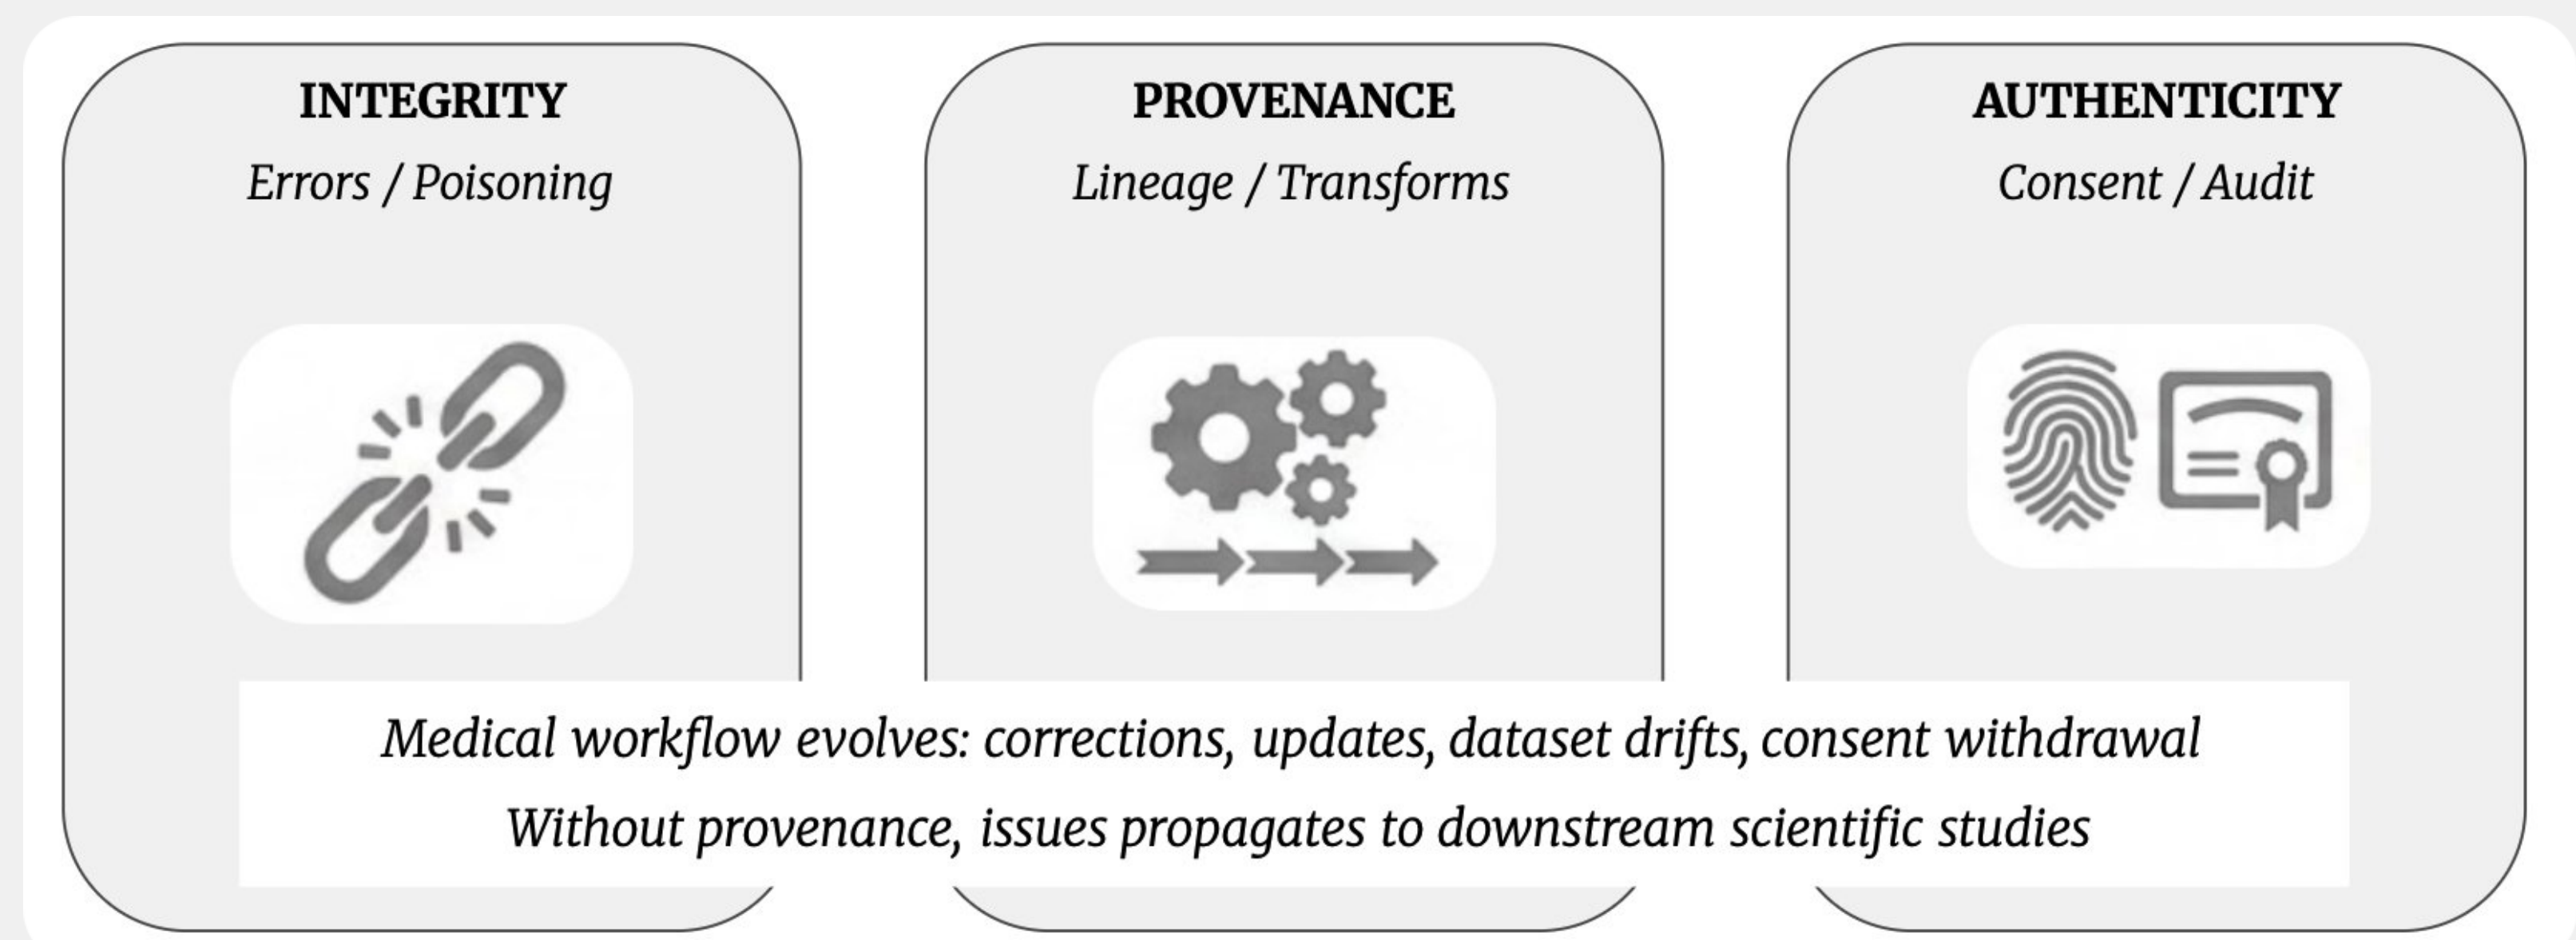 INTEGRITY
Errors / Poisoning
PROVENANCE
Lineage / Transforms
AUTHENTICITY
Consent / Audit
Medical workflow evolves: corrections, updates, dataset drifts, consent withdrawal
Without provenance, issues propagates to downstream scientific studies